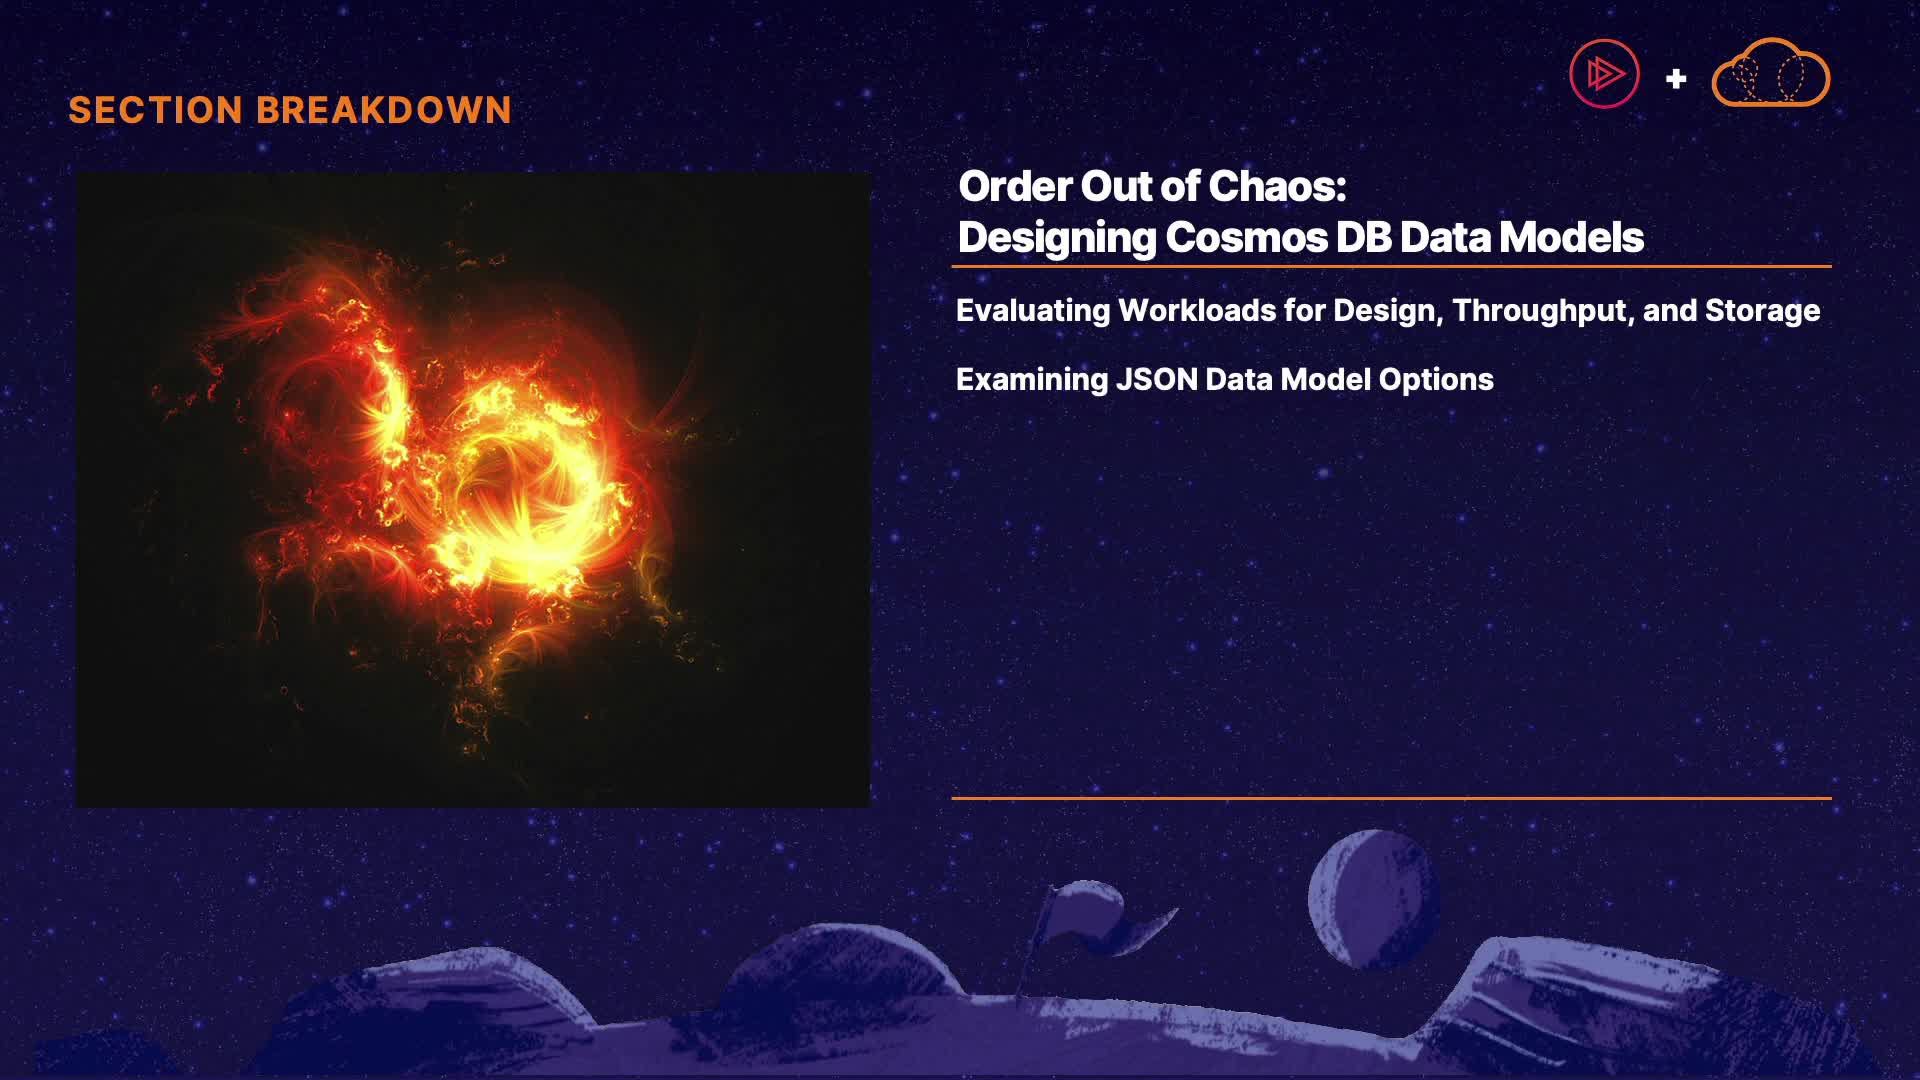 SECTION BREAKDOWN
Order Out of Chaos:
Designing Cosmos DB Data Models
Evaluating Workloads for Design, Throughput, and Storage
Examining JSON Data Model Options